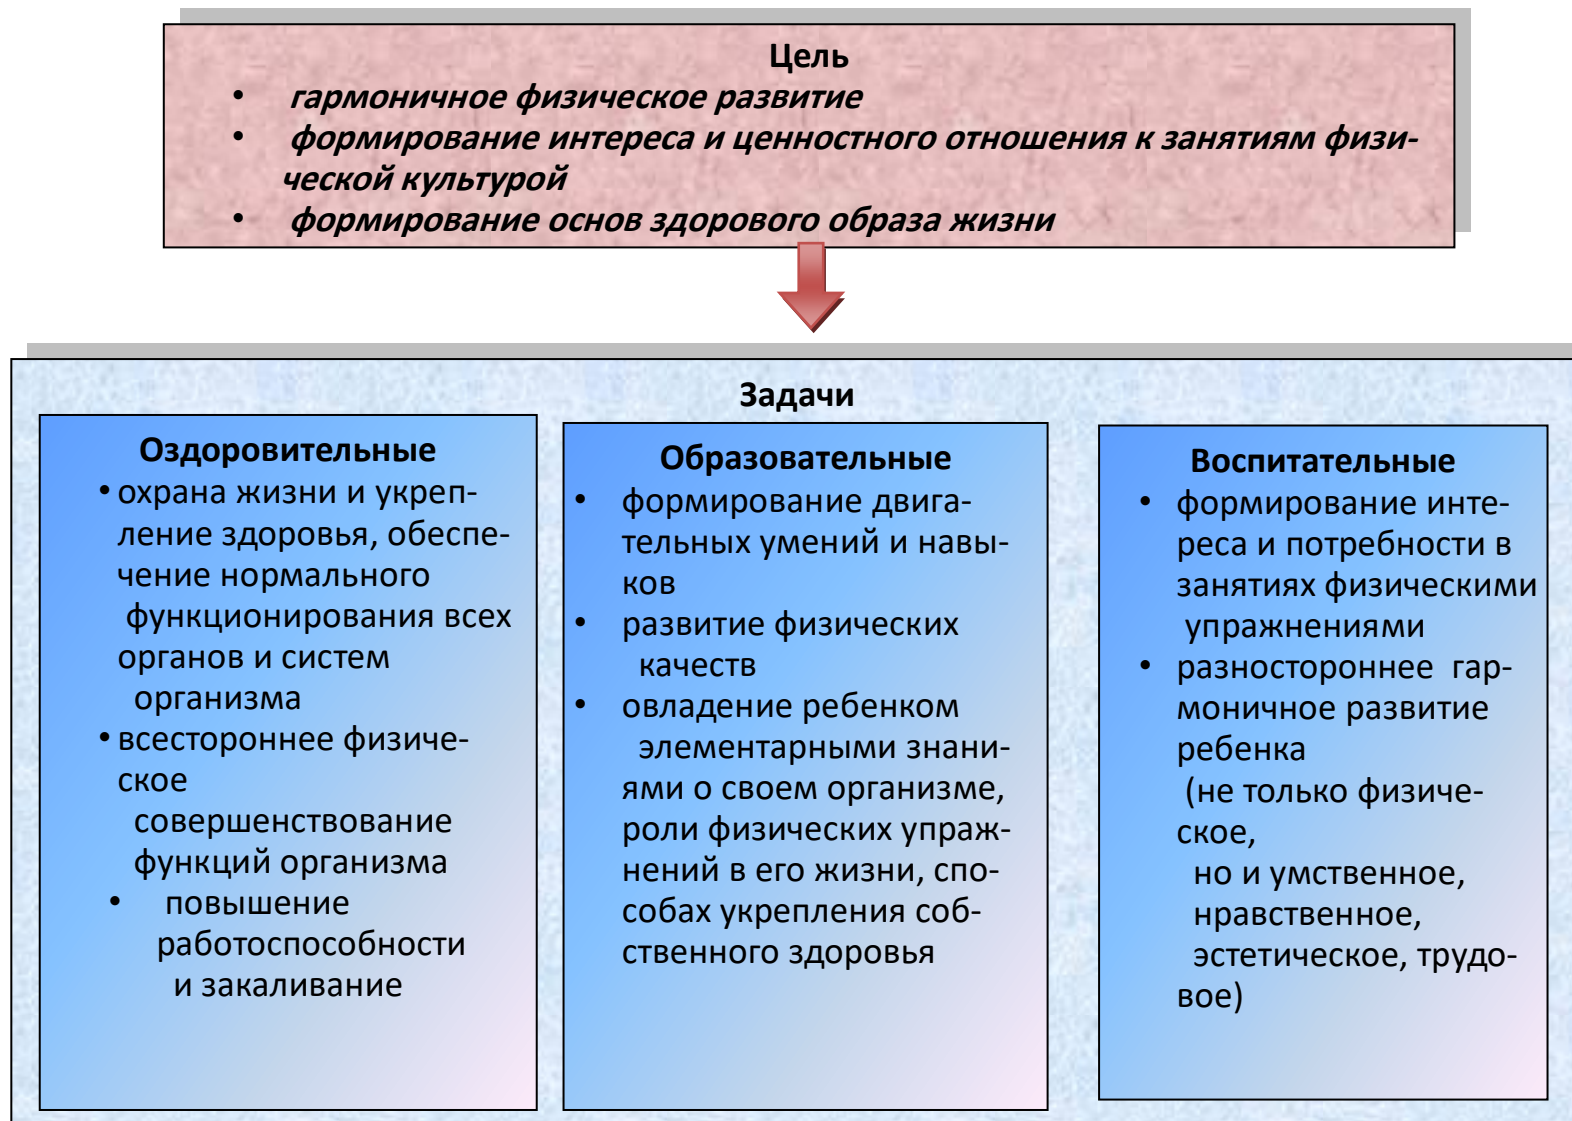 Цель
• гармоничное физическое развитие
• формирование интереса и ценностного отношения к занятиям физи-
ческой культурой
• формирование основ здорового образа жизни
Задачи
Оздоровительные
• охрана жизни и укреп-
ление здоровья, обеспе-
чение нормального
функционирования всех
органов и систем
организма
• всестороннее физиче-
ское
совершенствование
функций организма
• повышение
работоспособности
и закаливание
Образовательные
• формирование двига-
тельных умений и навы-
ков
• развитие физических
качеств
• овладение ребенком
элементарными знани-
ями о своем организме,
роли физических упраж-
нений в его жизни, спо-
собах укрепления соб-
ственного здоровья
Воспитательные
• формирование инте-
реса и потребности в
занятиях физическими
упражнениями
• разностороннее гар-
моничное развитие
ребенка
(не только физиче-
ское,
но и умственное,
нравственное,
эстетическое, трудо-
вое)